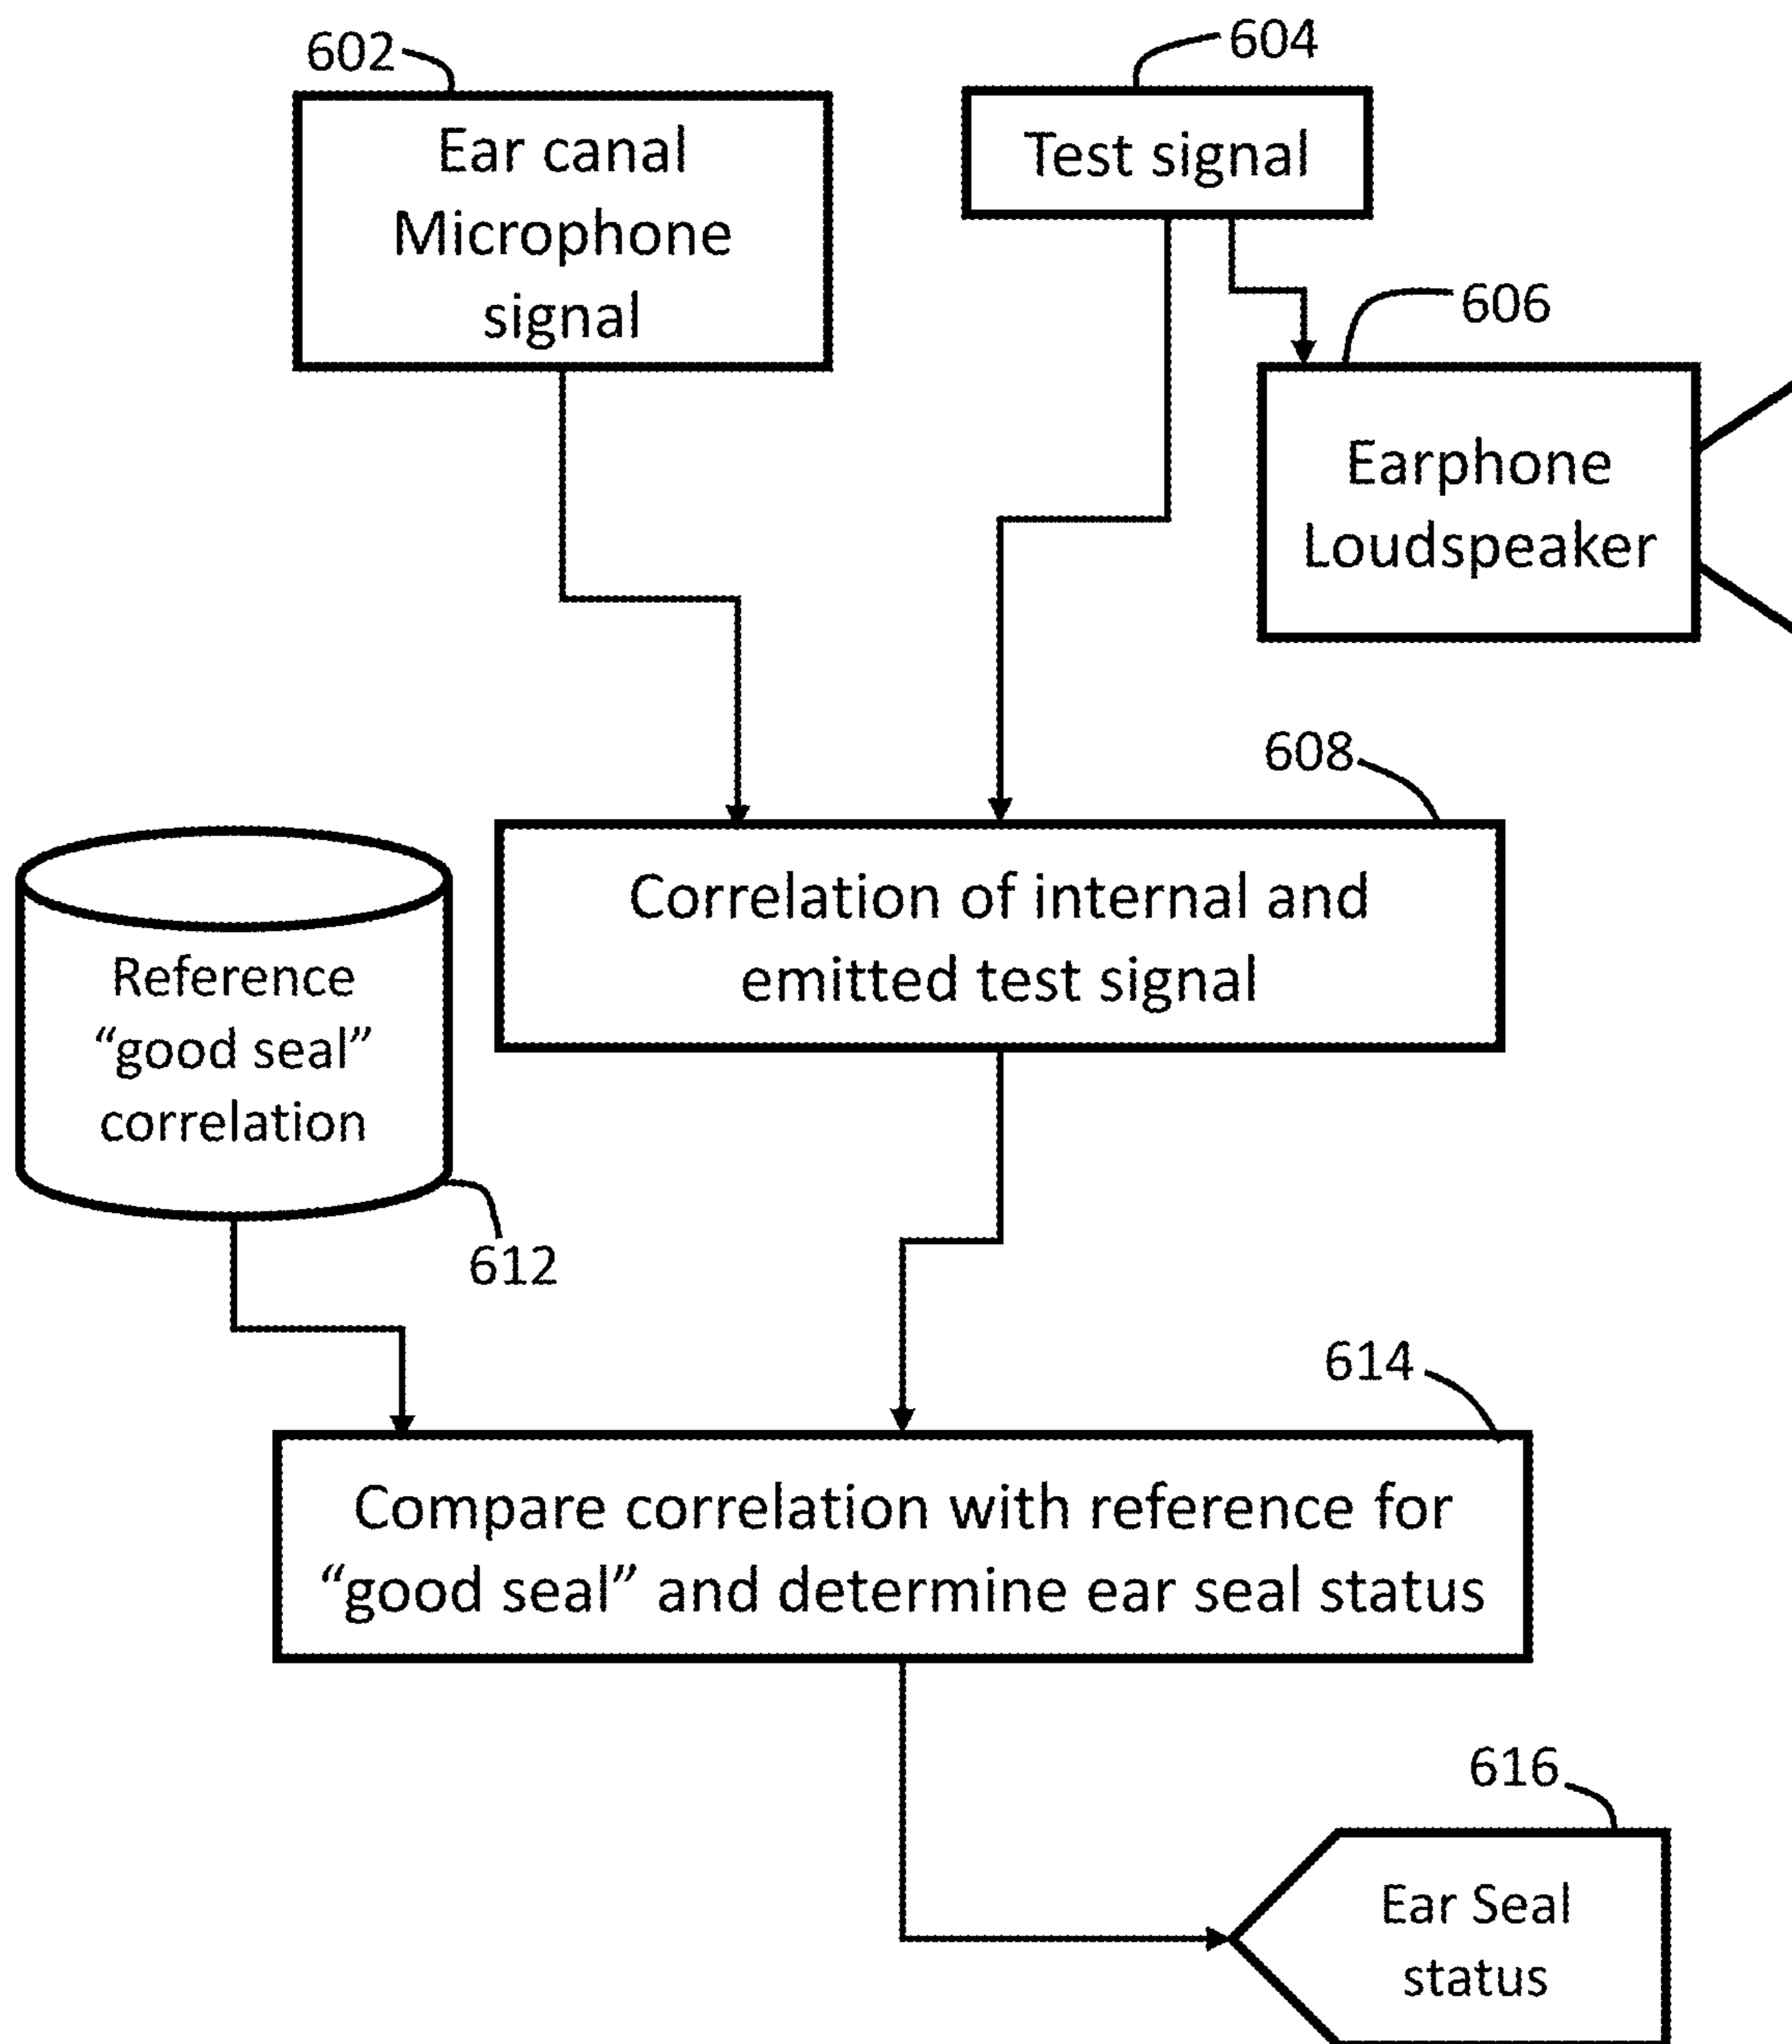 602
Ear canal
Microphone
signal
604
Test signal
606
Earphone
Loudspeaker
608
Correlation of internal and
emitted test signal
Reference
“good seal”
correlation
612
614
Compare correlation with reference for
“good seal” and determine ear seal status
616
Ear Seal
status